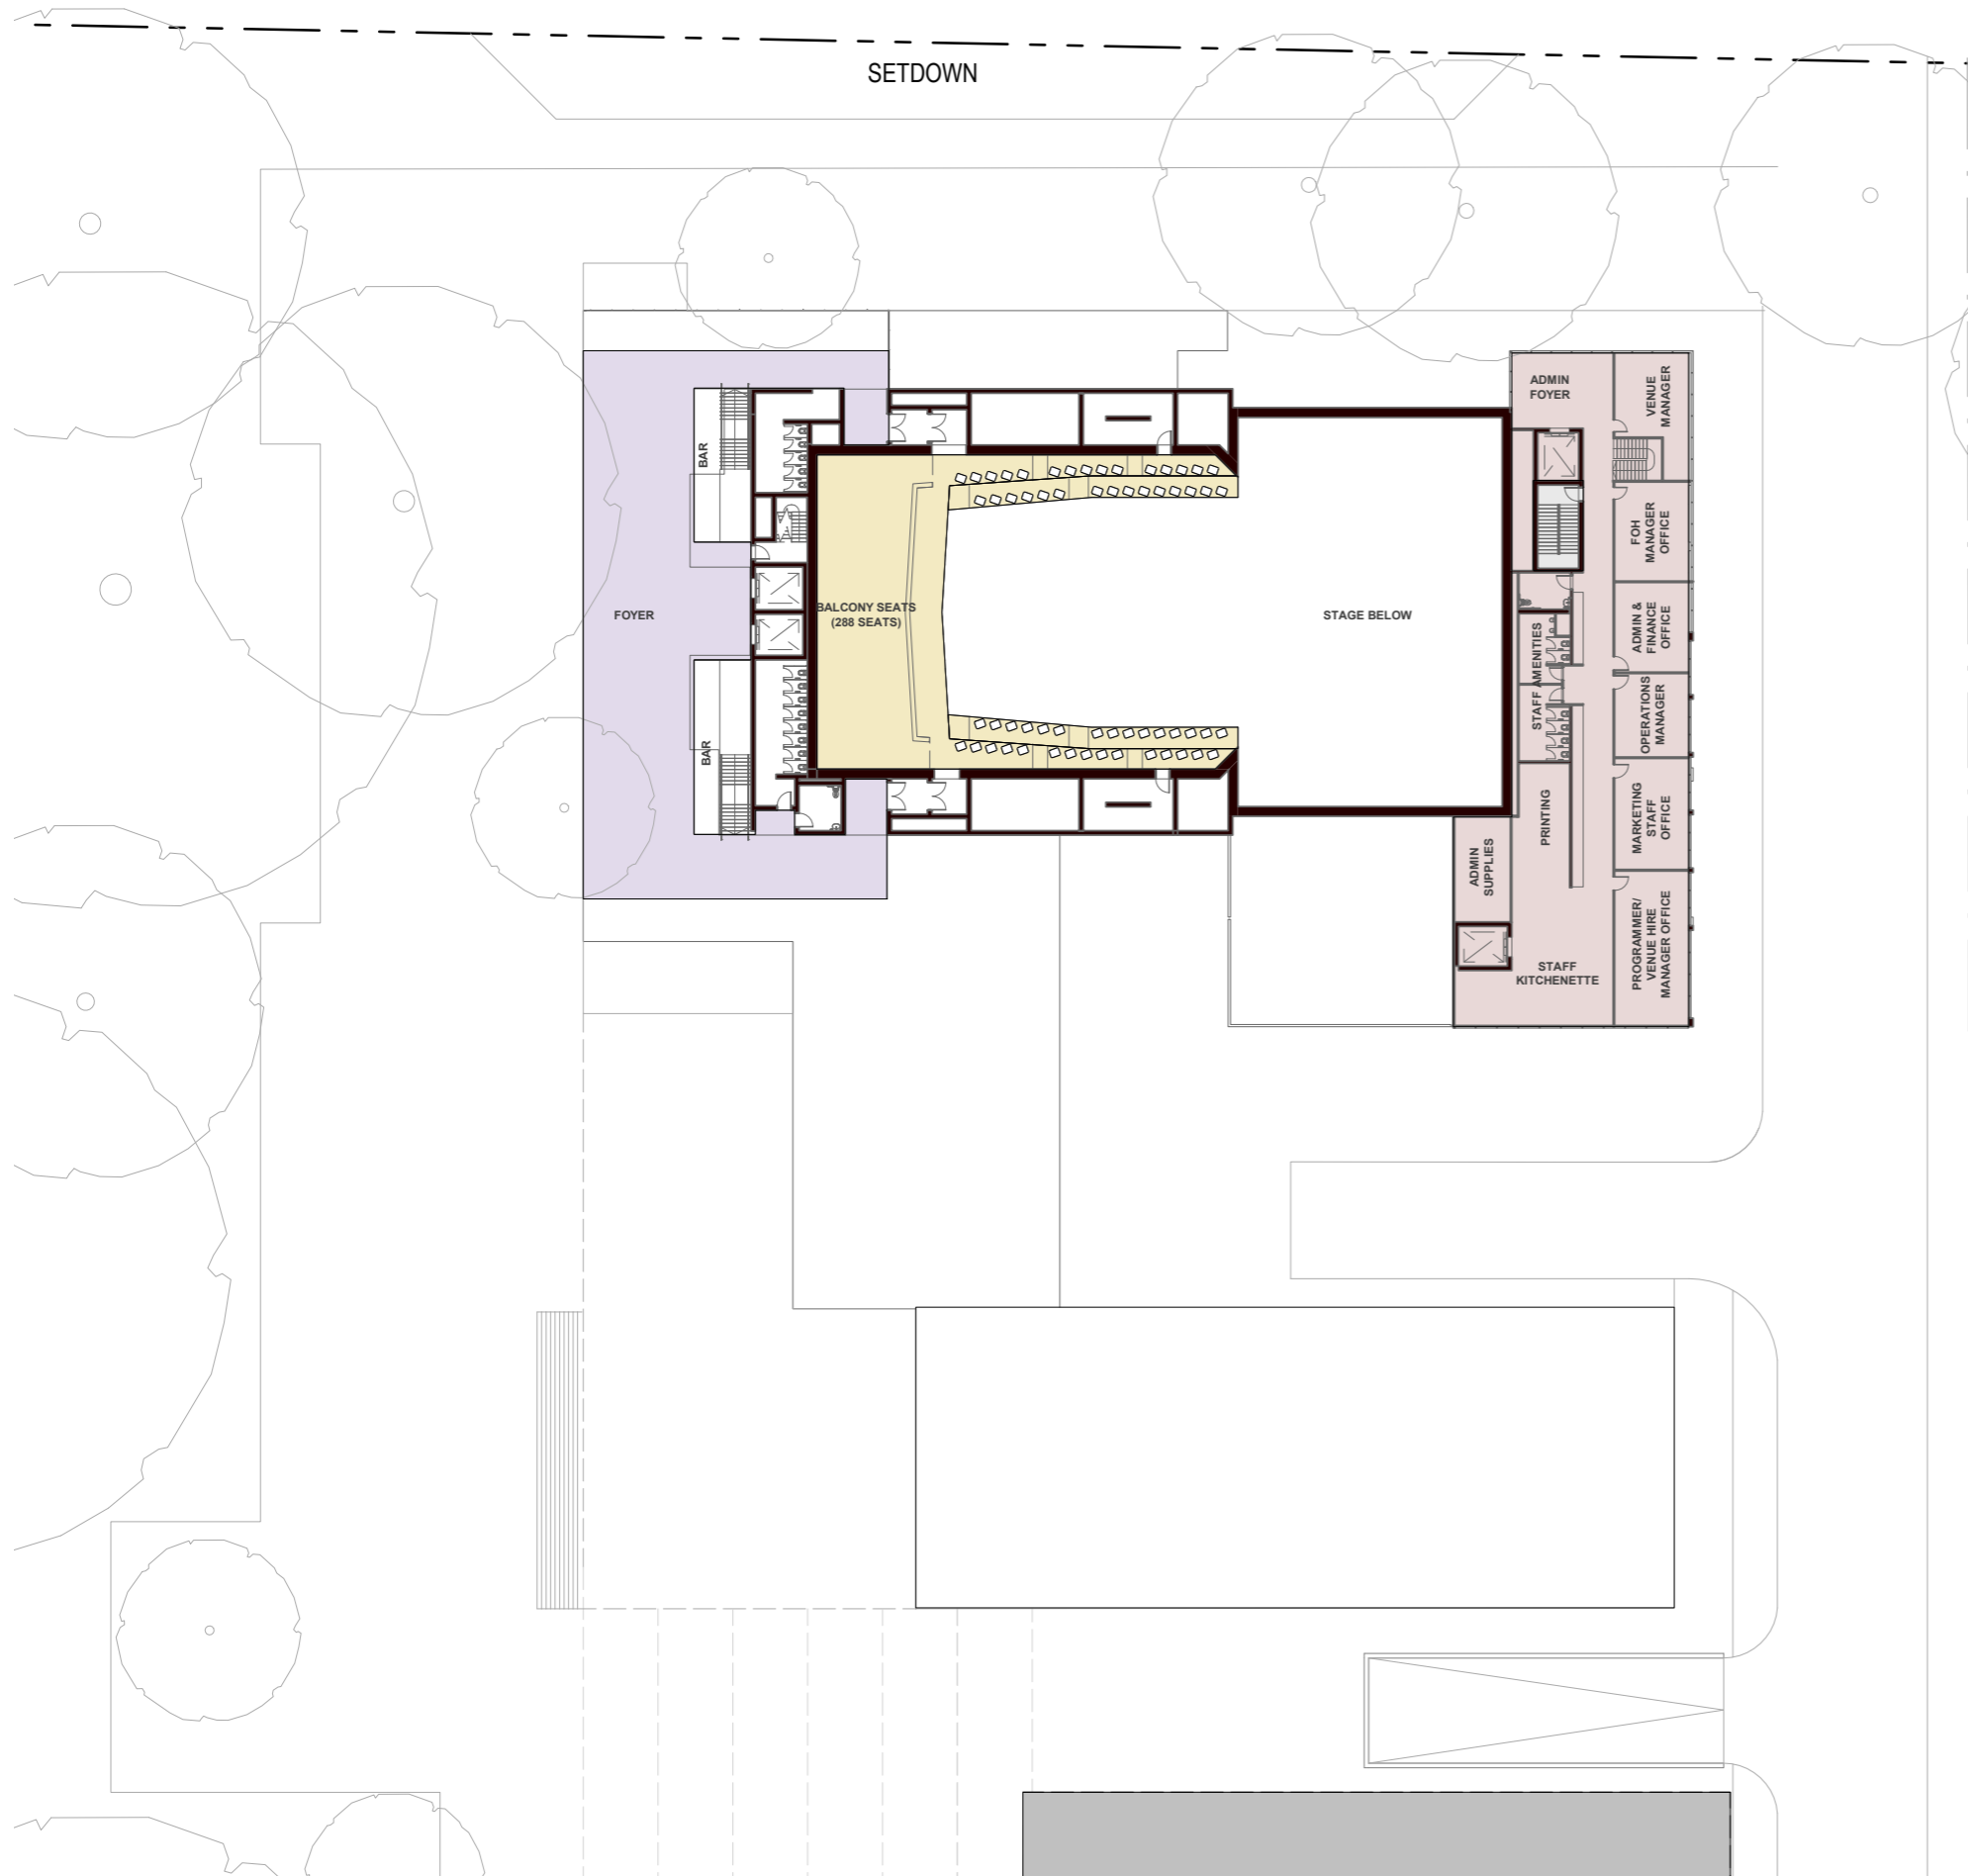 SETDOWN
ADMIN
FOYER
VENUE
MANAGER
BAR
FOH
MANAGER
OFFICE
FOYER
BALCONY SEATS
(288 SEATS)
STAGE BELOW
ADMIN &
FINANCE
OFFICE
STAFF AMENITIES
OPERATIONS
MANAGER
BAR
PRINTING
MARKETING
STAFF
OFFICE
ADMIN
SUPPLIES
PROGRAMMER/
VENUE HIRE
MANAGER OFFICE
STAFF
KITCHENETTE